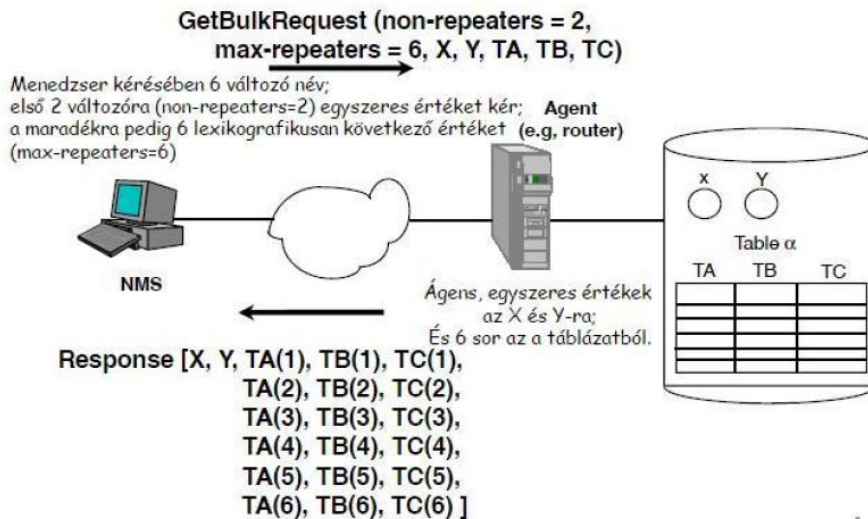 GetBulkRequest (non-repeaters = 2,
max-repeaters = 6, X, Y, TA, TB, TC)
Menedzser kérésében 6 változó név;
első 2 változóra (non-repeaters=2) egyszeres értéket kér;
a maradékra pedig 6 lexikografikusan következő értéket
(max-repeaters=6)
Agent
(e.g, router)
NMS
X
Y
Table α
TA TB TC
Ágens, egyszeres értékek
az X és Y-ra;
És 6 sor az a táblázatból.
Response [X, Y, TA(1), TB(1), TC(1),
TA(2), TB(2), TC(2),
TA(3), TB(3), TC(3),
TA(4), TB(4), TC(4),
TA(5), TB(5), TC(5),
TA(6), TB(6), TC(6) ]